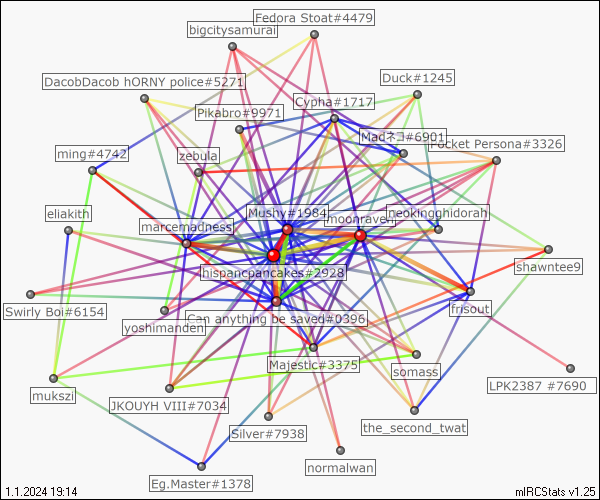 Fedora Stoat#4479
bigcitysamurai
DacobDacob hORNY police#5271
Duck#1245
Cypha#1717
Pikabro#9971
Madネコ#6901
Pocket Persona#3326
ming#4742
zebula
eliakith
Mushy#1984
moonraven
neokingghidorah
marcemadness
shawntee9
hispancpancakes#2928
Swirly Boi#6154
frisout
Can anything be saved#0396
yoshimanden
Majestic#3375
somass
LPK2387 #7690
mukszi
JKOUYH VIII#7034
the_second_twat
Silver#7938
normalwan
Eg.Master#1378
1.1.2024 19:14
mIRCStats v1.25